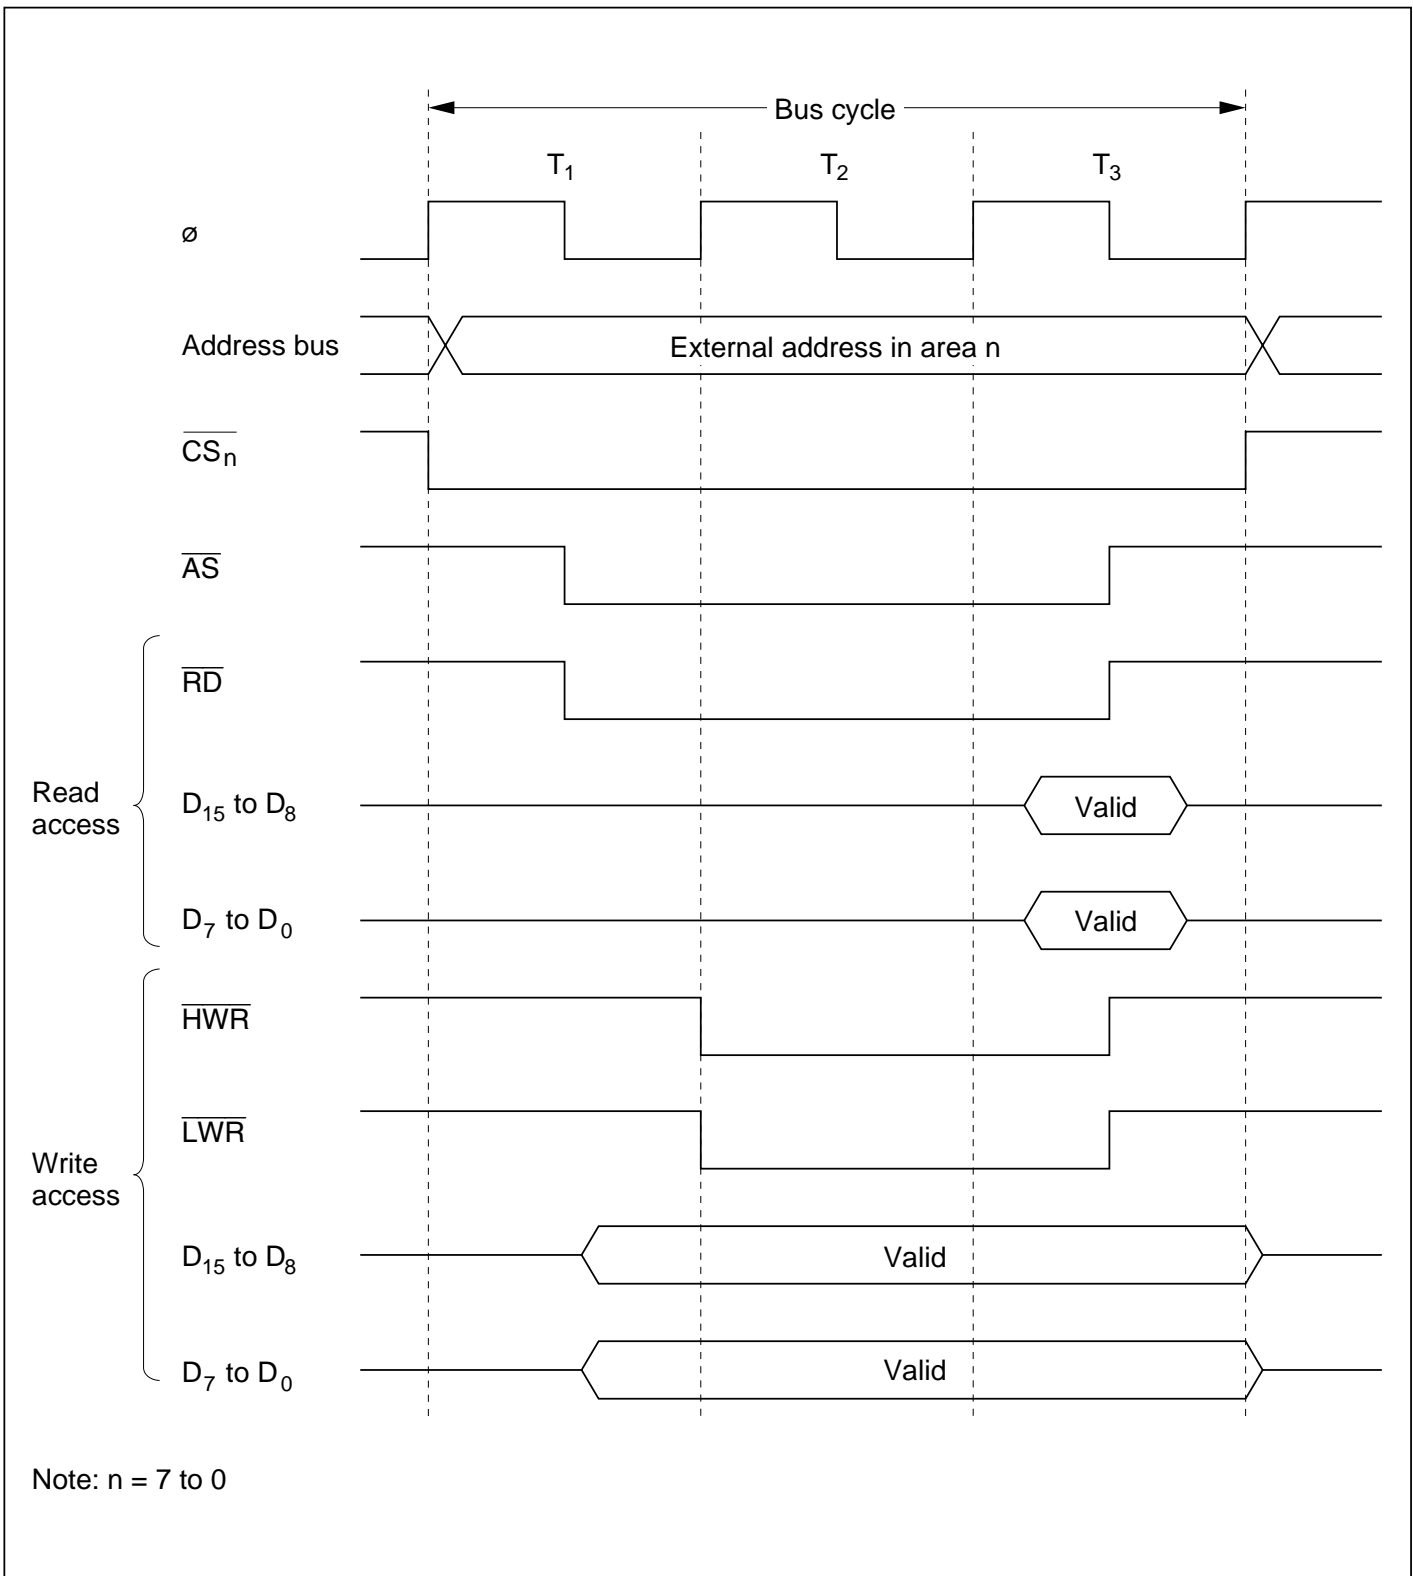 Bus cycle
T1 T2 T3
ø
Address bus
External address in area n
CSn
AS
RD
Read
access
D15 to D8
Valid
D7 to D0
Valid
HWR
LWR
Write
access
D15 to D8
Valid
D7 to D0
Valid
Note: n = 7 to 0